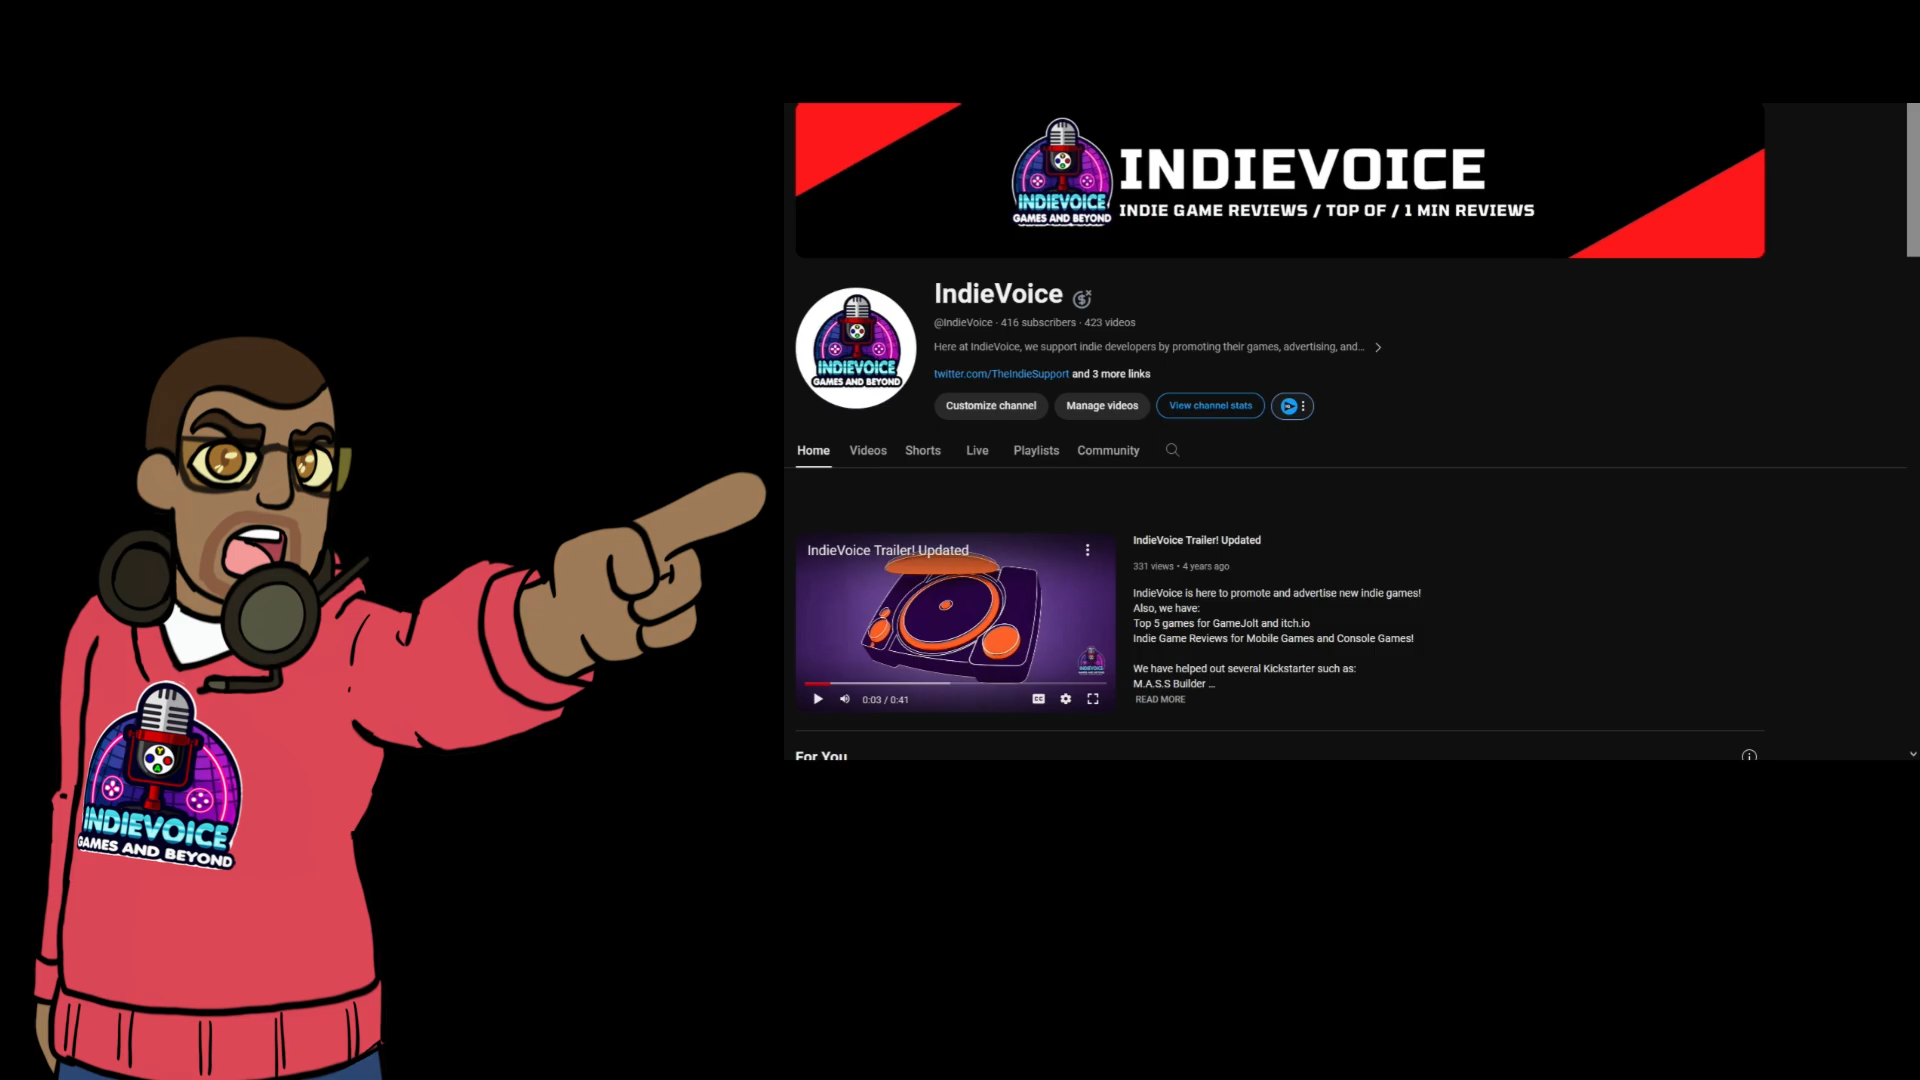 INDIEVOICE
INDIE GAME REVIEWS / TOP OF / 1 MIN REVIEWS
INDIEVOICE
GAMES AND BEYOND
IndieVoice
@IndieVoice · 416 subscribers · 423 videos
Here at IndieVoice, we support indie developers by promoting their games, advertising, and...
twitter.com/TheIndieSupport and 3 more links
INDIEVOICE
GAMES AND BEYOND
Customize channel Manage videos View channel stats
Home Videos Shorts Live Playlists Community
IndieVoice Trailer! Updated
0:03 / 0:41
IndieVoice Trailer! Updated
331 views • 4 years ago
IndieVoice is here to promote and advertise new indie games!
Also, we have:
Top 5 games for GameJolt and itch.io
Indie Game Reviews for Mobile Games and Console Games!
We have helped out several Kickstarter such as:
M.A.S.S Builder ...
READ MORE
For You
INDIEVOICE
GAMES AND BEYOND